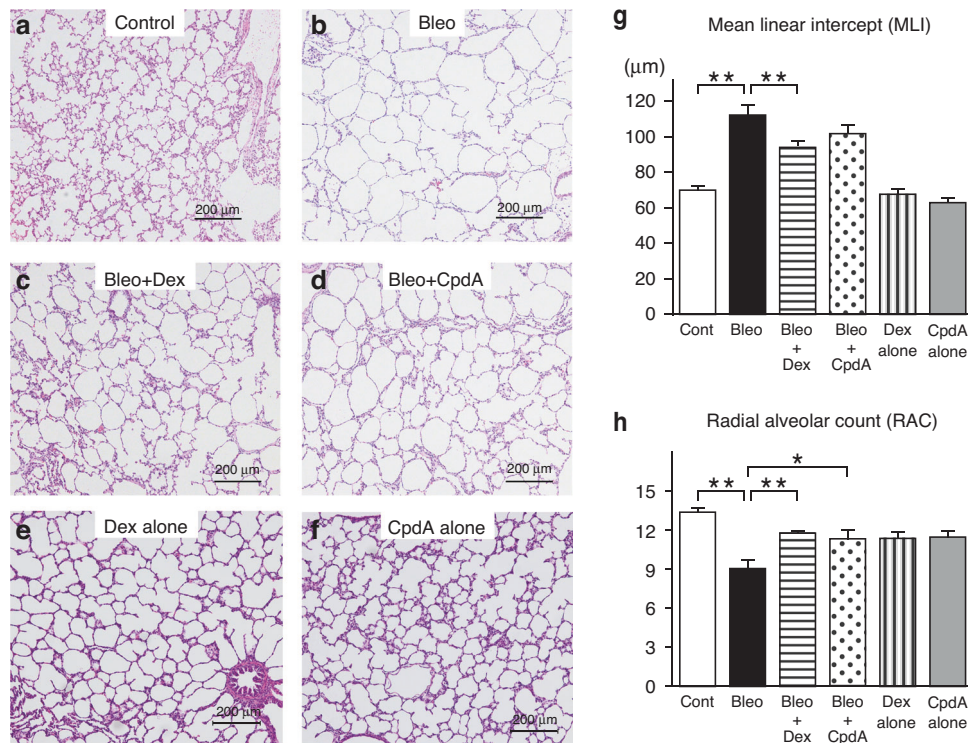 a Control
200 µm
b Bleo
200 µm
c Bleo+Dex
200 µm
d Bleo+CpdA
200 µm
e Dex alone
200 µm
f CpdA alone
200 µm
g Mean linear intercept (MLI)
(µm)
** **
120
100
80
60
40
20
0
Cont Bleo Bleo + Dex Bleo + CpdA Dex alone CpdA alone
h Radial alveolar count (RAC)
*
** **
15
12
9
6
3
0
Cont Bleo Bleo + Dex Bleo + CpdA Dex alone CpdA alone